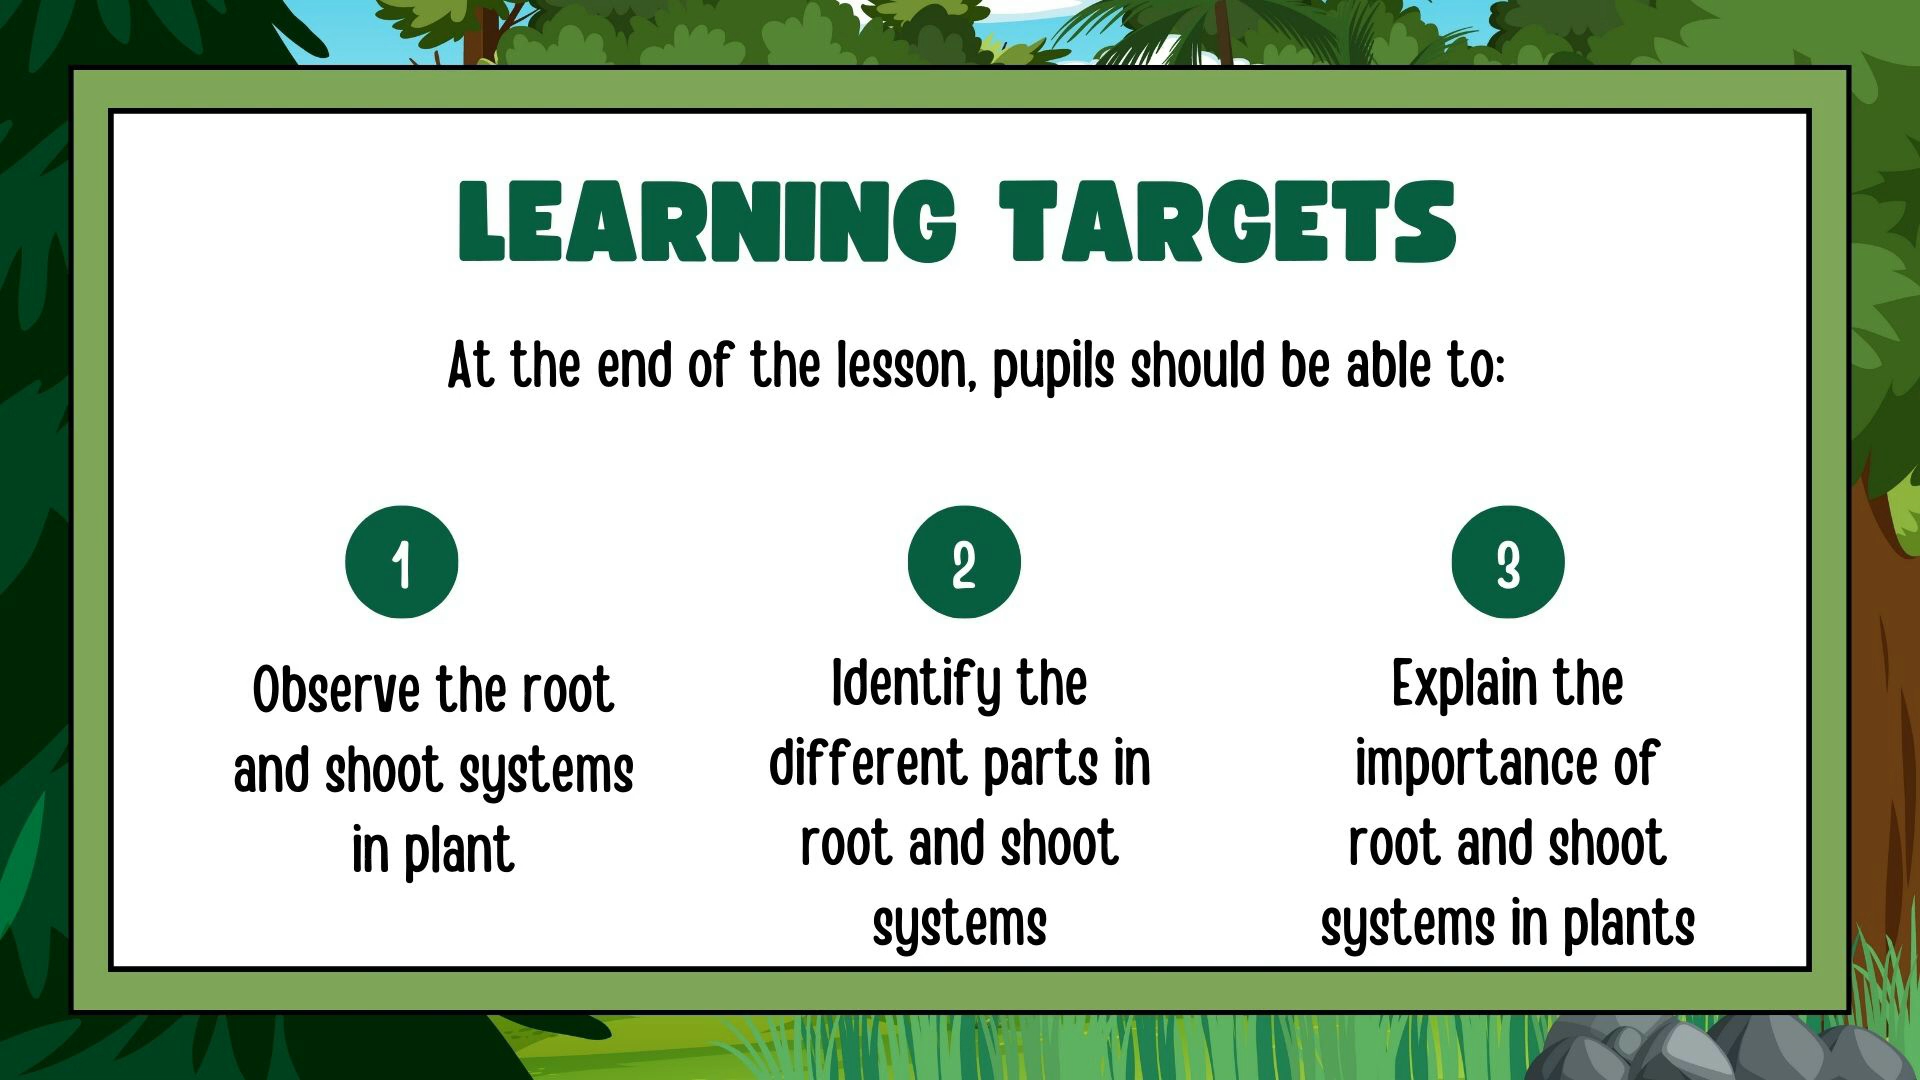 LEARNING TARGETS
At the end of the lesson, pupils should be able to:
1
Observe the root
and shoot systems
in plant
2
Identify the
different parts in
root and shoot
systems
3
Explain the
importance of
root and shoot
systems in plants